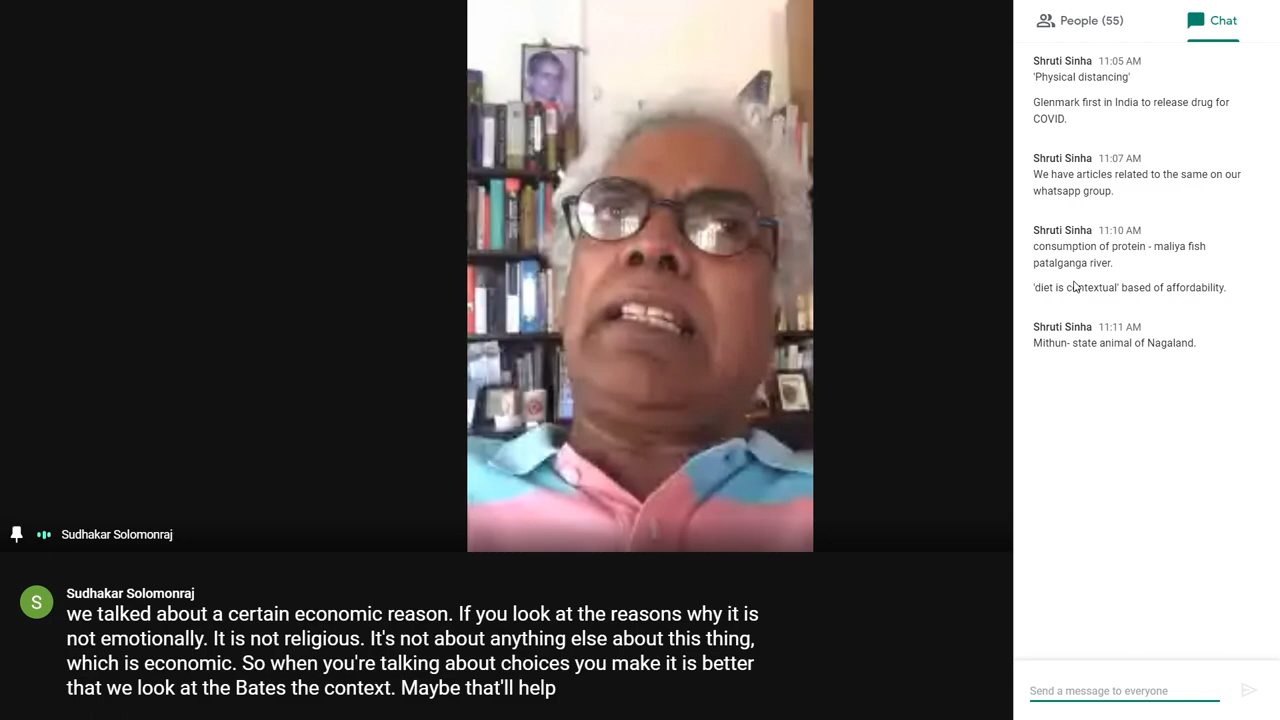 People (55)
Chat
Shruti Sinha 11:05 AM
'Physical distancing'
Glenmark first in India to release drug for
COVID.
Shruti Sinha 11:07 AM
We have articles related to the same on our
whatsapp group.
Shruti Sinha 11:10 AM
consumption of protein - maliya fish
patalganga river.
'diet is contextual' based of affordability.
Shruti Sinha 11:11 AM
Mithun- state animal of Nagaland.
Sudhakar Solomonraj
S
Sudhakar Solomonraj
we talked about a certain economic reason. If you look at the reasons why it is
not emotionally. It is not religious. It's not about anything else about this thing,
which is economic. So when you're talking about choices you make it is better
that we look at the Bates the context. Maybe that'll help
Send a message to everyone